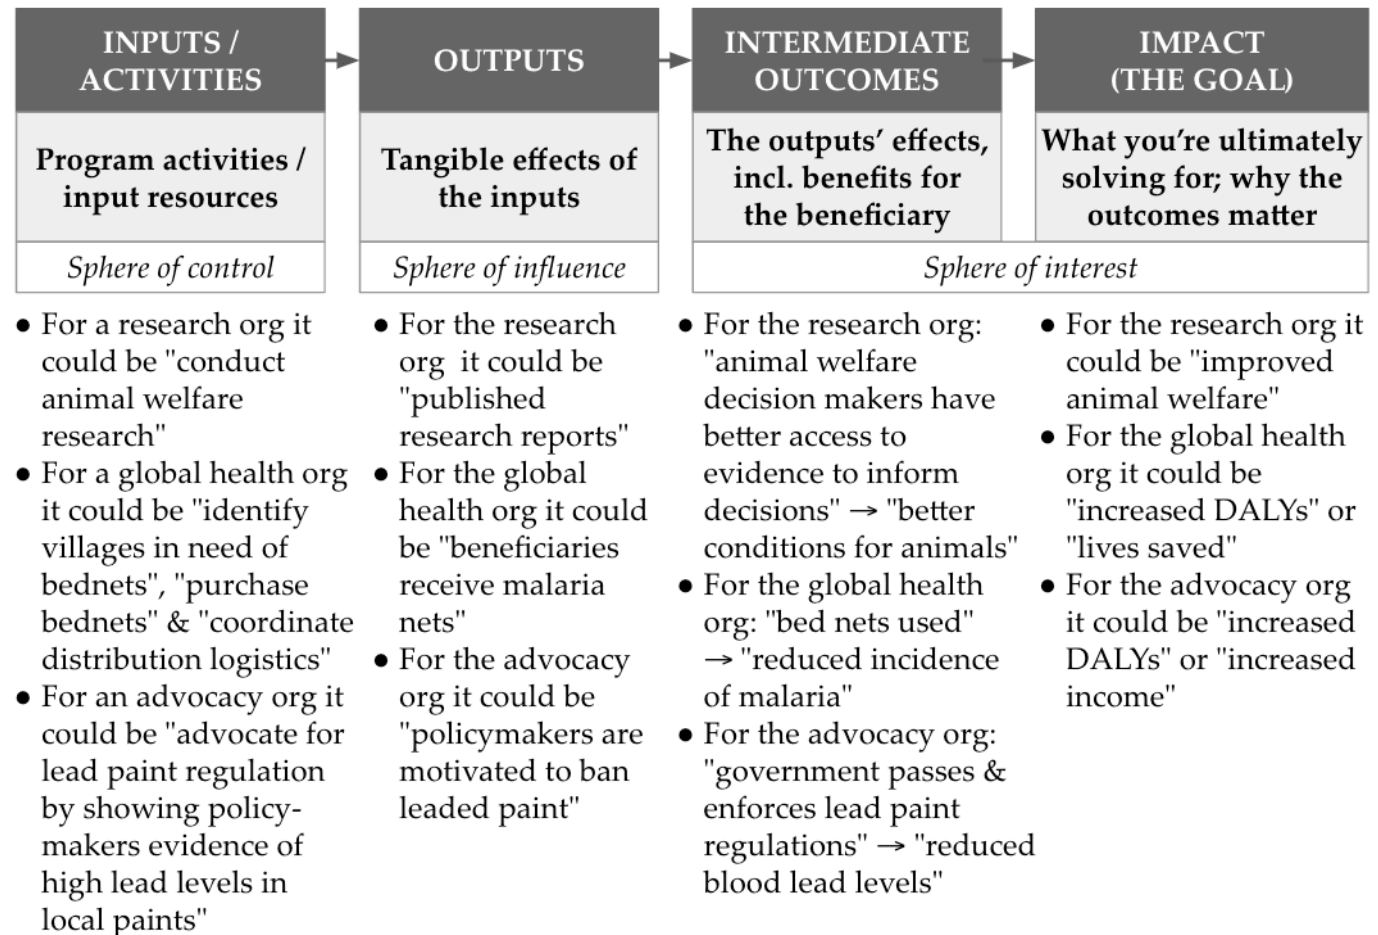 INPUTS /
ACTIVITIES
OUTPUTS
INTERMEDIATE
OUTCOMES
IMPACT
(THE GOAL)
Program activities /
input resources
Tangible effects of
the inputs
The outputs’ effects,
incl. benefits for
the beneficiary
What you’re ultimately
solving for; why the
outcomes matter
Sphere of control
Sphere of influence
Sphere of interest
● For a research org it
could be "conduct
animal welfare
research"
● For a global health org
it could be "identify
villages in need of
bednets", "purchase
bednets" & "coordinate
distribution logistics"
● For an advocacy org it
could be "advocate for
lead paint regulation
by showing policy-
makers evidence of
high lead levels in
local paints"
● For the research
org it could be
"published
research reports"
● For the global
health org it could
be "beneficiaries
receive malaria
nets"
● For the advocacy
org it could be
"policymakers are
motivated to ban
leaded paint"
● For the research org:
"animal welfare
decision makers have
better access to
evidence to inform
decisions" → "better
conditions for animals"
● For the global health
org: "bed nets used"
→ "reduced incidence
of malaria"
● For the advocacy org:
"government passes &
enforces lead paint
regulations" → "reduced
blood lead levels"
● For the research org it
could be "improved
animal welfare"
● For the global health
org it could be
"increased DALYs" or
"lives saved"
● For the advocacy org
it could be "increased
DALYs" or "increased
income"